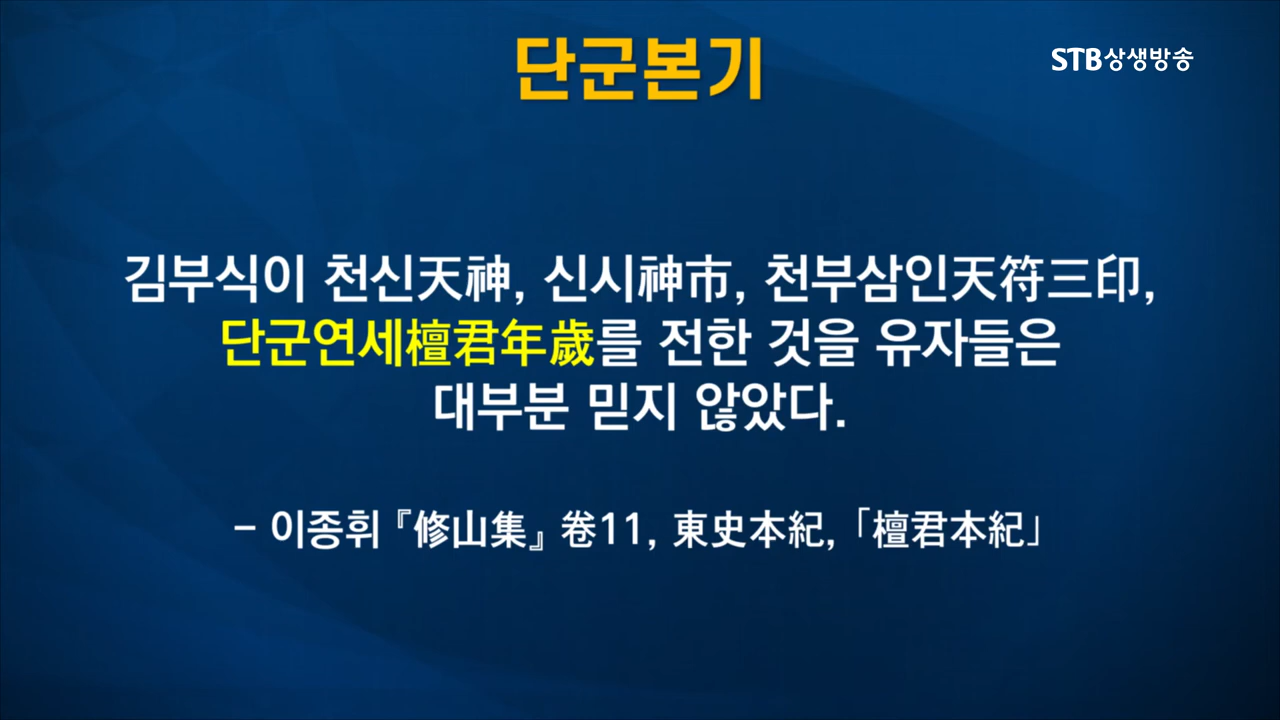 단군본기
STB상생방송
김부식이 천신天神, 신시神市, 천부삼인天符三印,
단군연세檀君年歲를 전한 것을 유자들은
대부분 믿지 않았다.
- 이종휘 『修山集』 卷11, 東史本紀, 「檀君本紀」